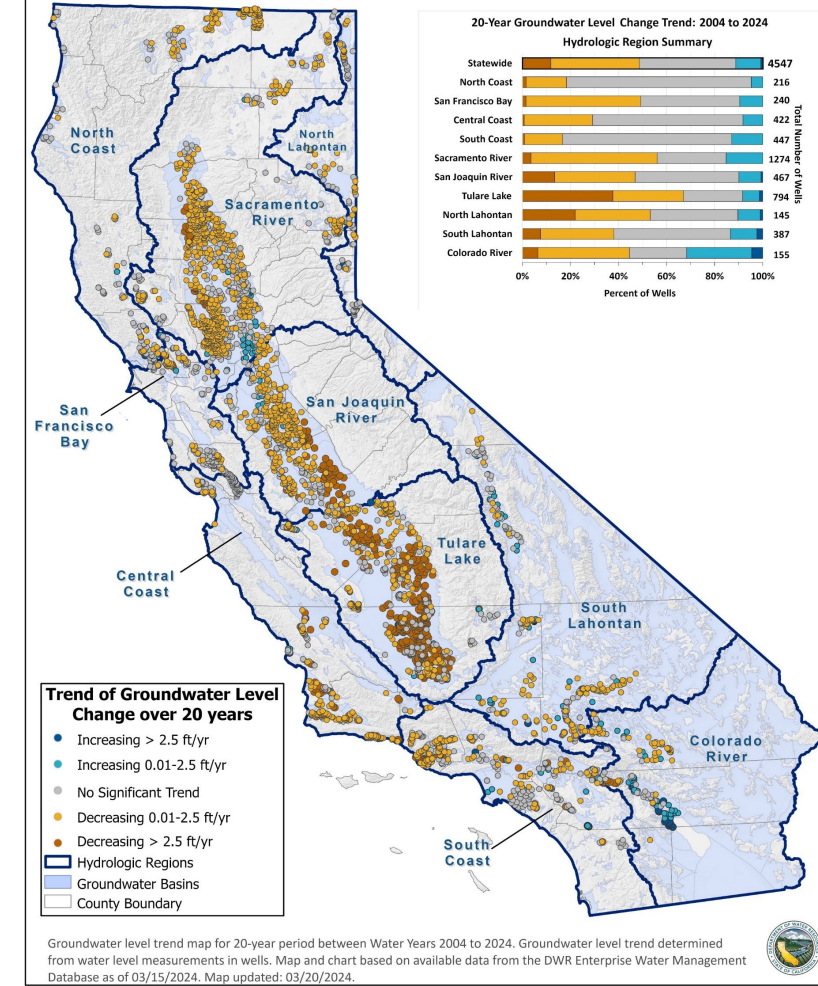 20-Year Groundwater Level Change Trend: 2004 to 2024
Hydrologic Region Summary
Statewide 4547
North Coast 216
San Francisco Bay 240
Central Coast 422
South Coast 447
Sacramento River 1274
San Joaquin River 467
Tulare Lake 794
North Lahontan 145
South Lahontan 387
Colorado River 155
Total Number of Wells
0% 20% 40% 60% 80% 100%
Percent of Wells
North
Coast
North
Lahontan
Sacramento
River
San Joaquin
River
San
Francisco
Bay
Tulare
Lake
Central
Coast
South
Lahontan
Colorado
River
South
Coast
Trend of Groundwater Level
Change over 20 years
Increasing > 2.5 ft/yr
Increasing 0.01-2.5 ft/yr
No Significant Trend
Decreasing 0.01-2.5 ft/yr
Decreasing > 2.5 ft/yr
Hydrologic Regions
Groundwater Basins
County Boundary
Groundwater level trend map for 20-year period between Water Years 2004 to 2024. Groundwater level trend determined
from water level measurements in wells. Map and chart based on available data from the DWR Enterprise Water Management
Database as of 03/15/2024. Map updated: 03/20/2024.